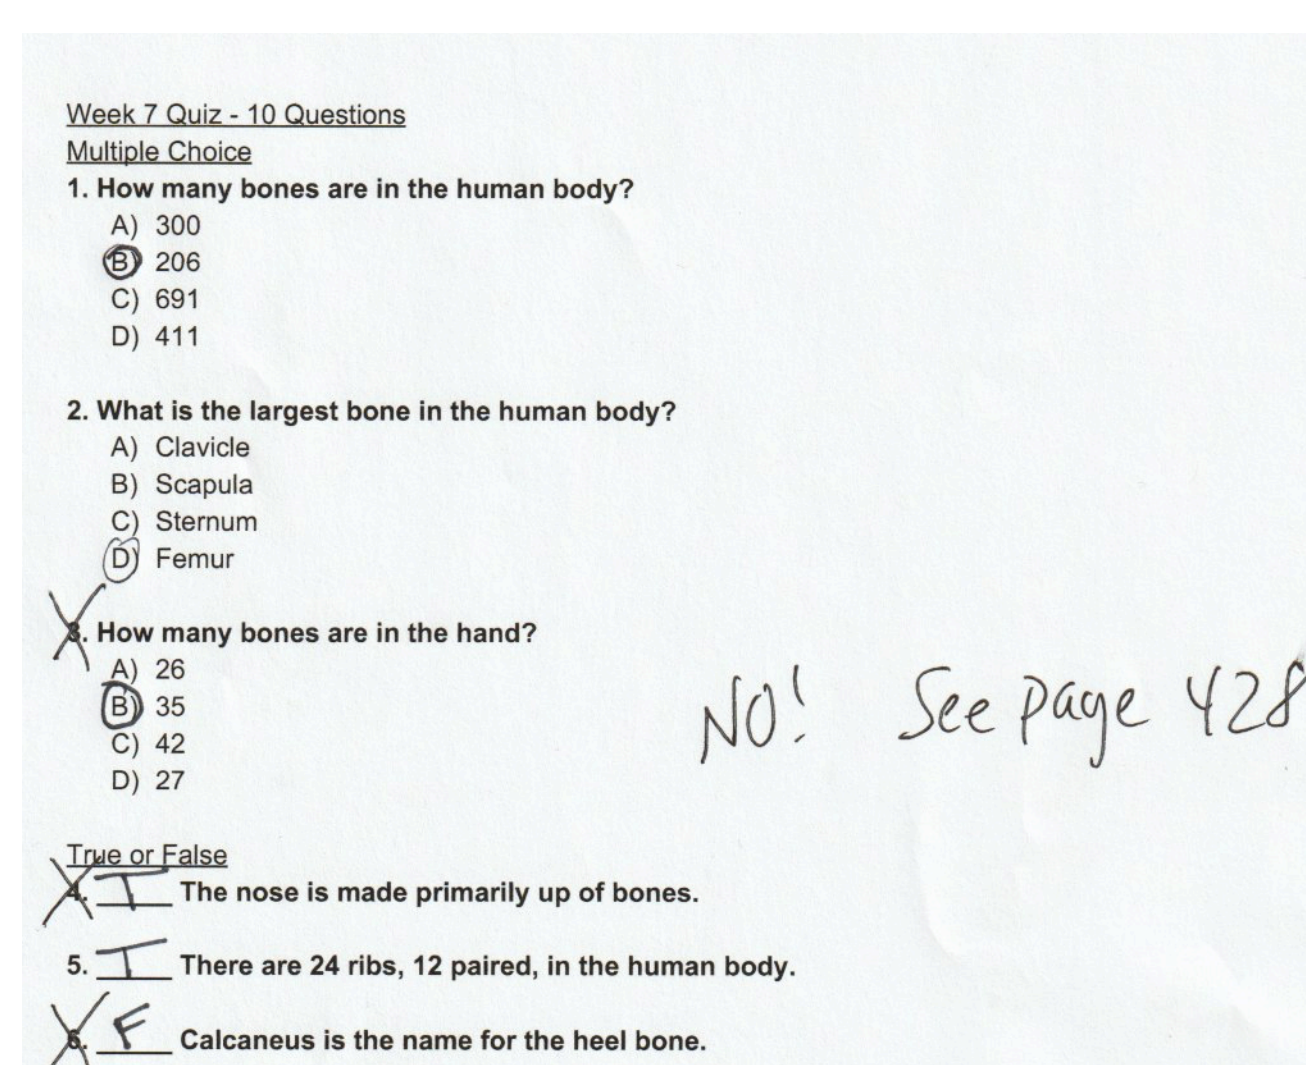 Week 7 Quiz - 10 Questions
Multiple Choice
1. How many bones are in the human body?
A) 300
B) 206
C) 691
D) 411
2. What is the largest bone in the human body?
A) Clavicle
B) Scapula
C) Sternum
D) Femur
3. How many bones are in the hand?
A) 26
B) 35
C) 42
D) 27
NO! See page 428
True or False
4. T The nose is made primarily up of bones.
5. T There are 24 ribs, 12 paired, in the human body.
6. F Calcaneus is the name for the heel bone.